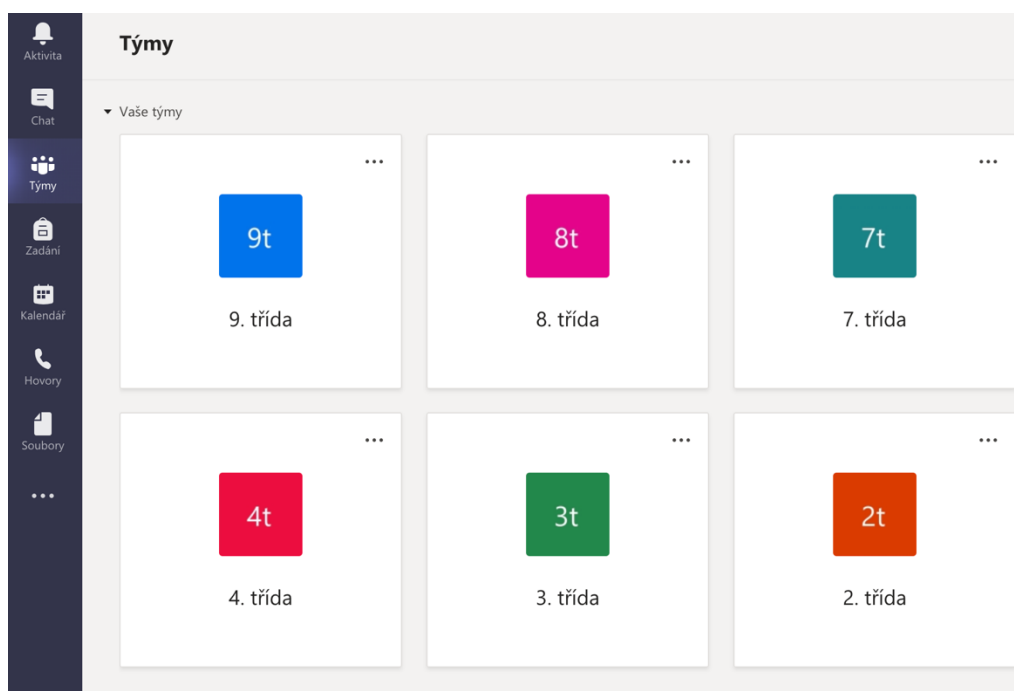 Aktivita
Chat
Týmy
Zadání
Kalendář
Hovory
Soubory
Týmy
Vaše týmy
9t
8t
7t
9. třída
8. třída
7. třída
4t
3t
2t
4. třída
3. třída
2. třída